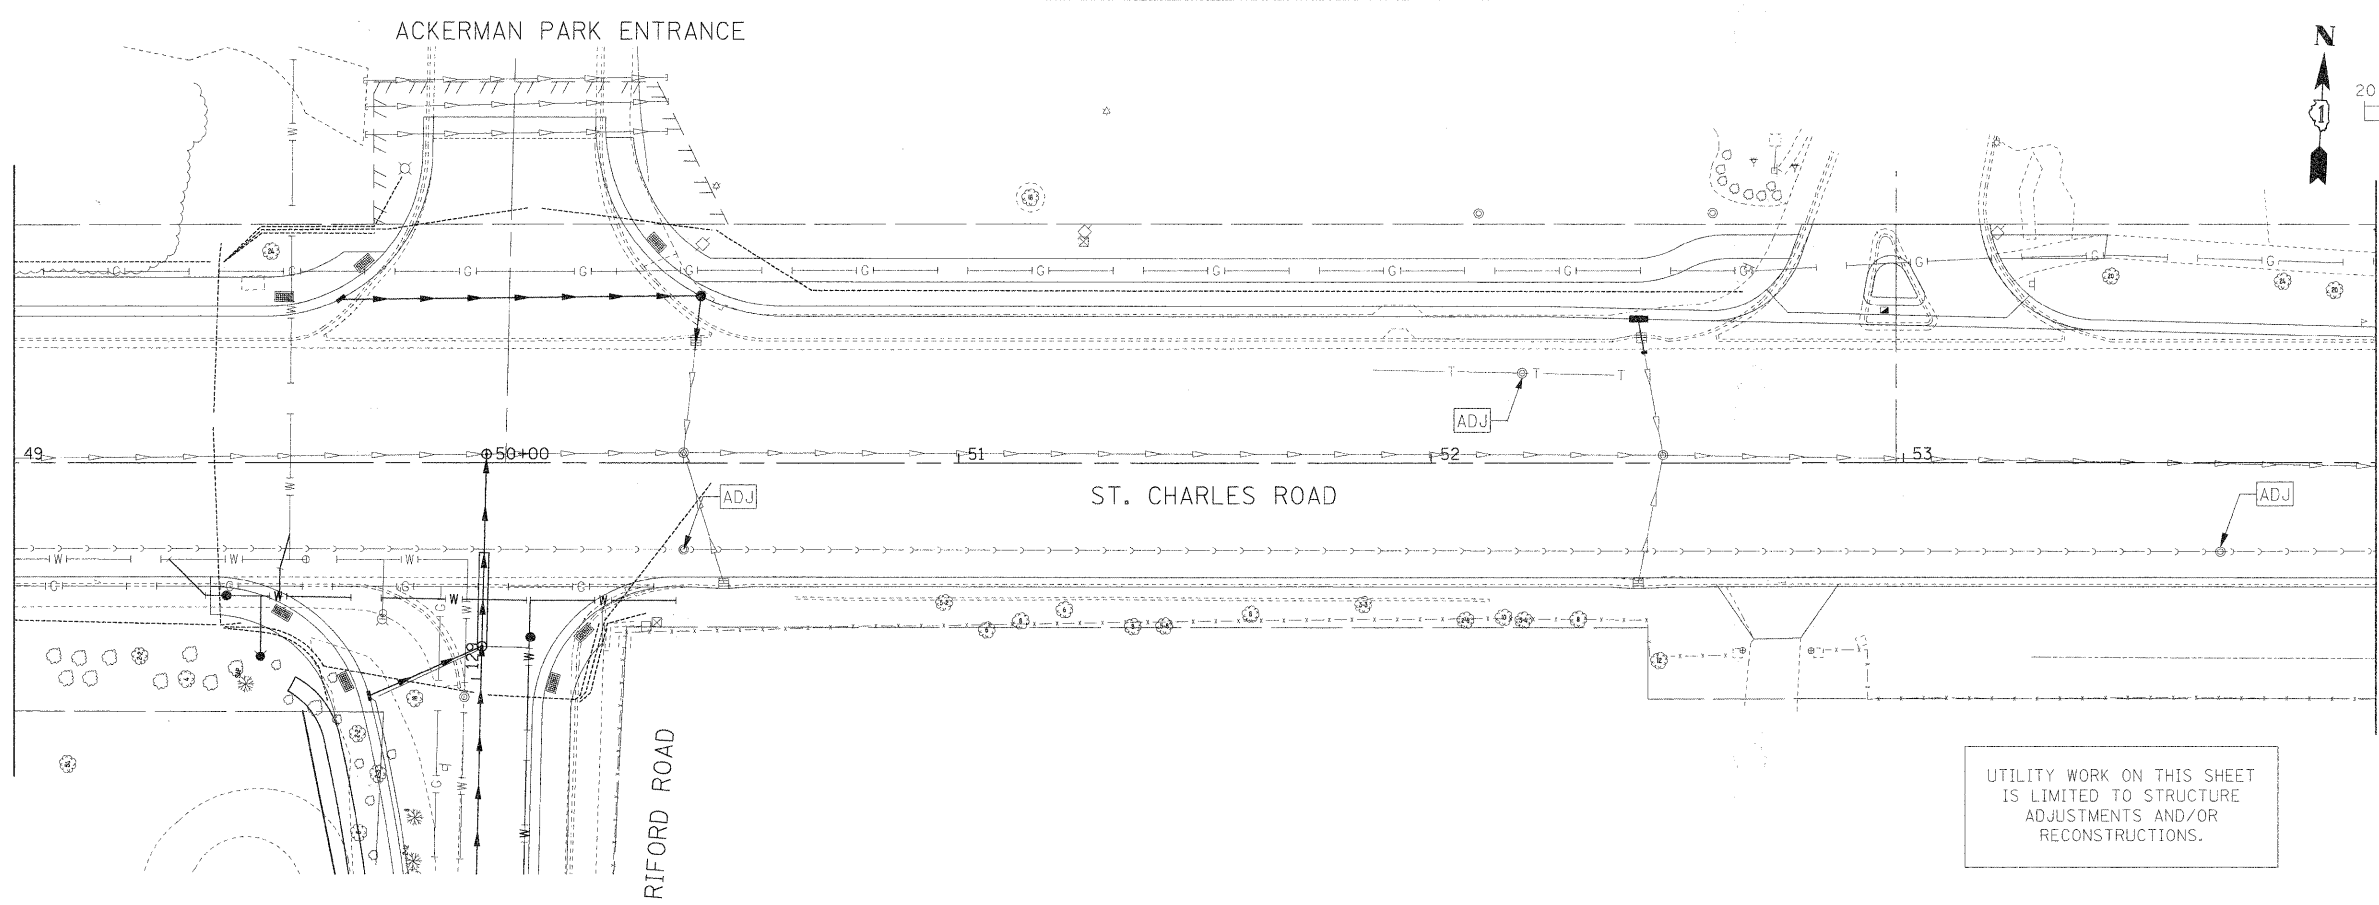 ACKERMAN PARK ENTRANCE
N
1
20
W
G G G G G G G G G G G G G
W
T T T
ADJ
49 50+00 51 52 53
W
ADJ
ST. CHARLES ROAD
ADJ
W W W
G G G G
W W W
G W W
129
G W W
RIFORD ROAD
UTILITY WORK ON THIS SHEET
IS LIMITED TO STRUCTURE
ADJUSTMENTS AND/OR
RECONSTRUCTIONS.